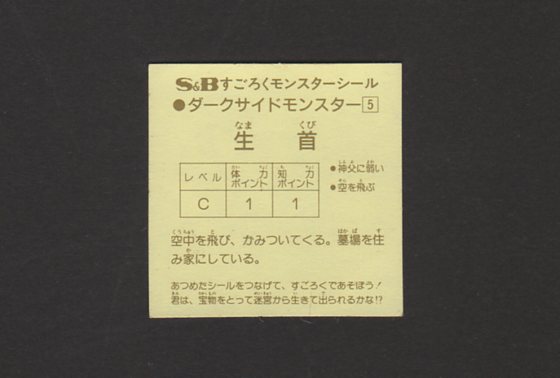 S&Bすごろくモンスターシール
●ダークサイドモンスター5
なま くび
生 首
レベル 体力ポイント 知力ポイント
C 1 1
●神父に弱い
●空を飛ぶ
空中を飛び、かみついてくる。墓場を住
み家にしている。
あつめたシールをつなげて、すごろくであそぼう!
君は、宝物をとって迷宮から生きて出られるかな!?